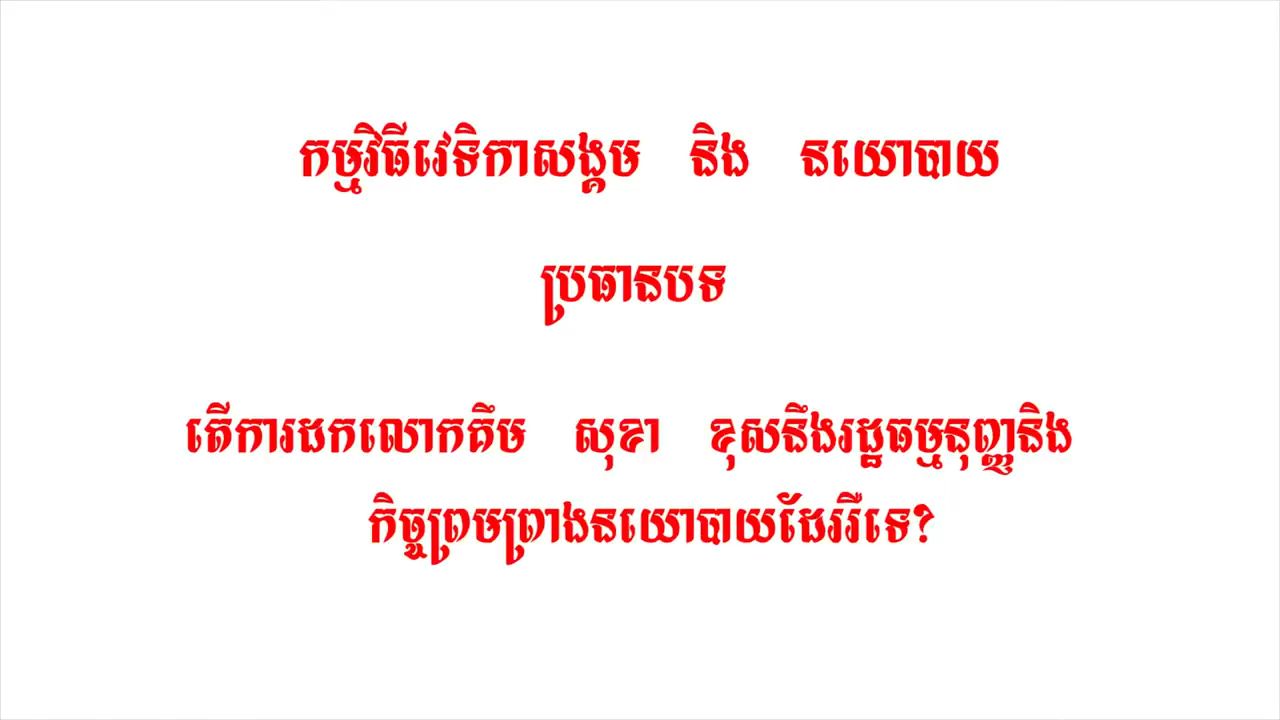 កម្មវិធីវេទិកាសង្គម និង នយោបាយ
ប្រធានបទ
តើការដកលោកគឹម សុខា ខុសនឹងរដ្ឋធម្មនុញ្ញនិង
កិច្ចព្រមព្រាងនយោបាយដែររឺទេ?